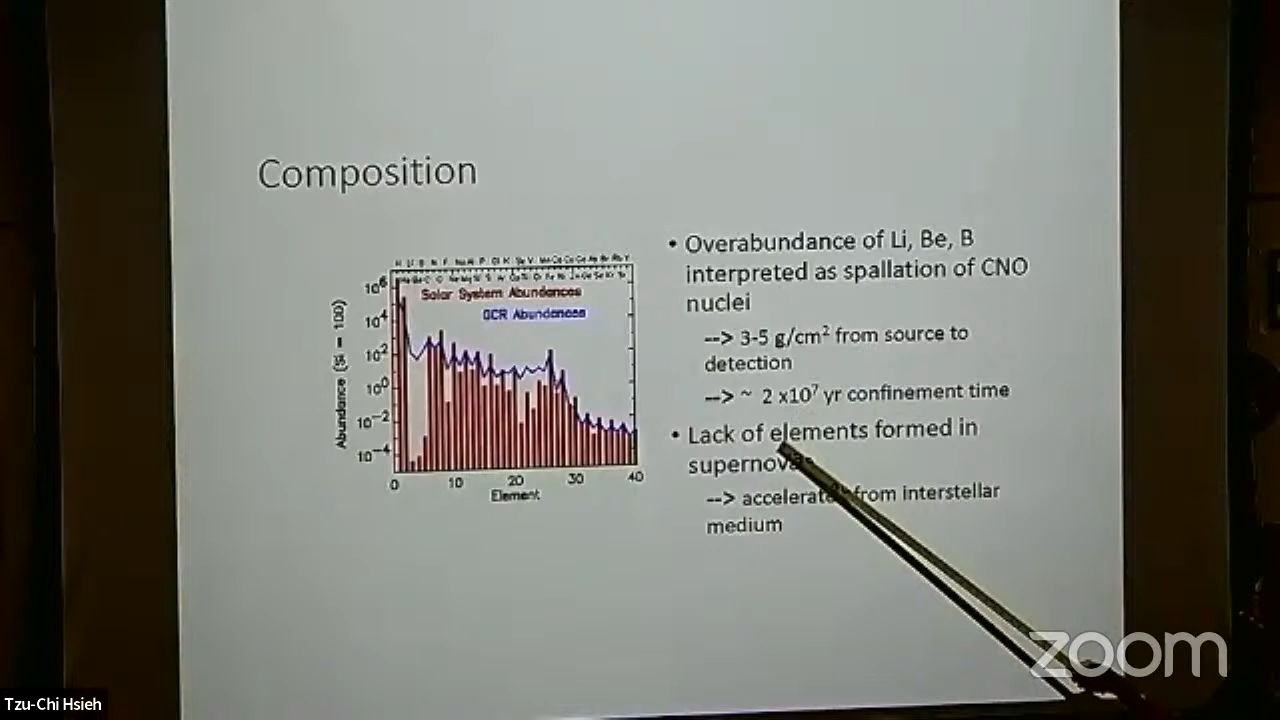 Composition
Solar System Abundances
GCR Abundances
Abundance (Si = 100)
10⁶
10⁴
10²
10⁰
10⁻²
10⁻⁴
0 10 20 30 40
Element
• Overabundance of Li, Be, B
interpreted as spallation of CNO
nuclei
--> 3-5 g/cm² from source to
detection
--> ~ 2 x10⁷ yr confinement time
• Lack of elements formed in
--> from interstellar
medium
zoom
Tzu-Chi Hsieh